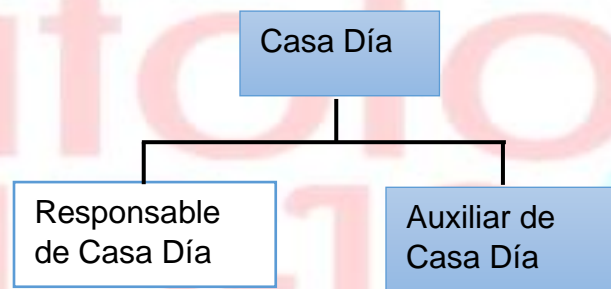 Casa Día
Responsable
de Casa Día
Auxiliar de
Casa Día